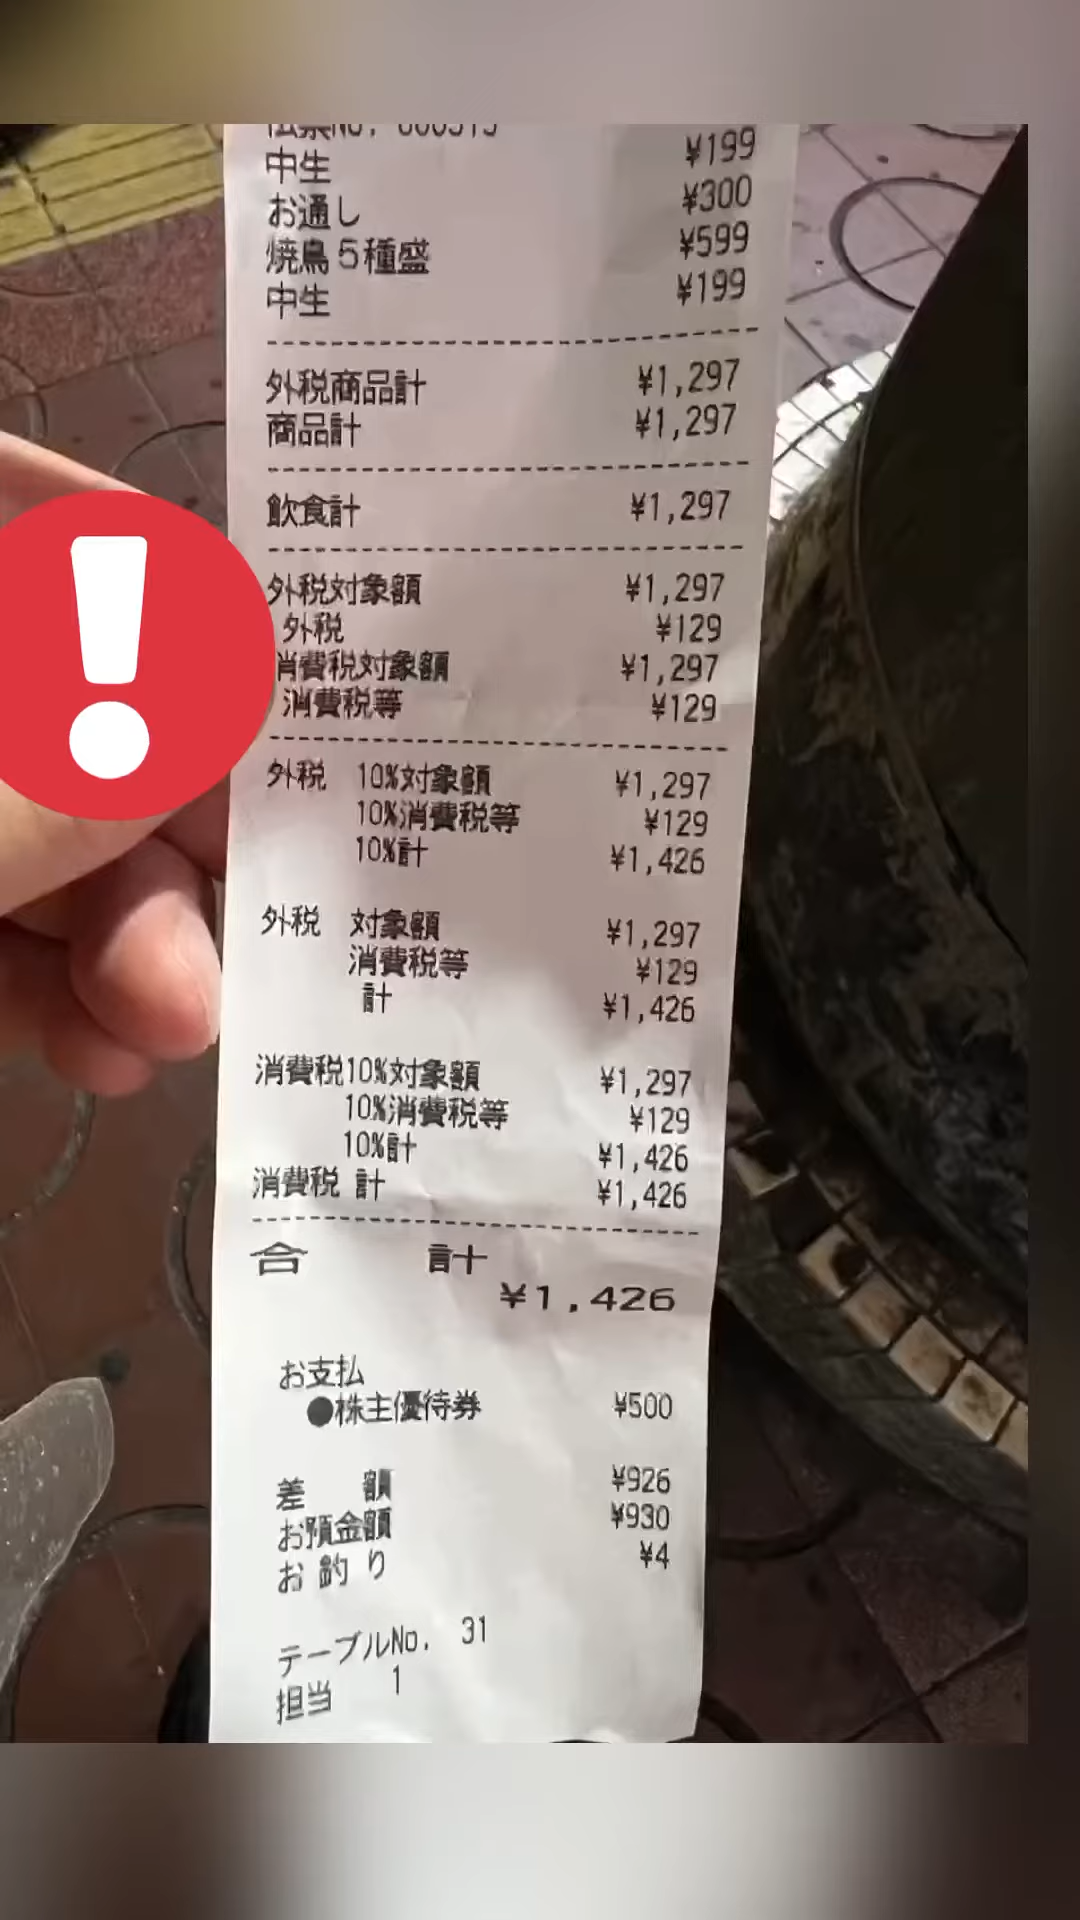 中生 ¥199
お通し ¥300
焼鳥5種盛 ¥599
中生 ¥199
外税商品計 ¥1,297
商品計 ¥1,297
飲食計 ¥1,297
外税対象額 ¥1,297
外税 ¥129
消費税対象額 ¥1,297
消費税等 ¥129
外税 10%対象額 ¥1,297
10%消費税等 ¥129
10%計 ¥1,426
外税 対象額 ¥1,297
消費税等 ¥129
計 ¥1,426
消費税10%対象額 ¥1,297
10%消費税等 ¥129
10%計 ¥1,426
消費税 計 ¥1,426
合 計
¥1,426
お支払
●株主優待券 ¥500
差 額 ¥926
お預金額 ¥930
お釣り ¥4
テーブルNo. 31
担当 1